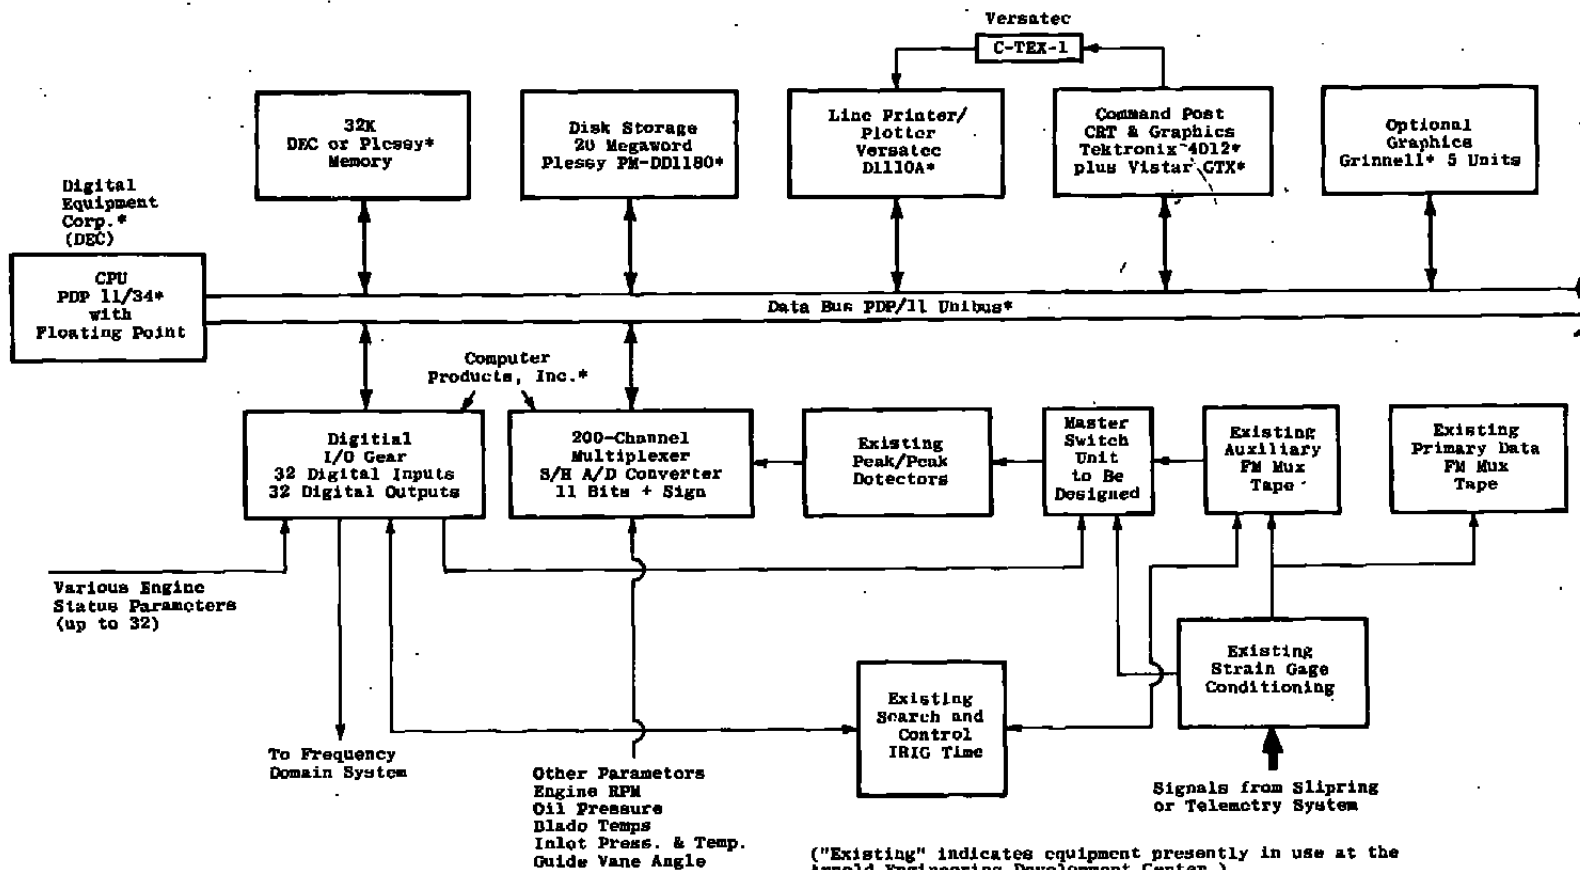 Versatec
C-TEX-1
32K
DEC or Plessey*
Memory
Disk Storage
20 Megaword
Plessy PM-DD1180*
Line Printer/
Plotter
Versatec
D1110A*
Command Post
CRT & Graphics
Tektronix 4012*
plus Vistar GTX*
Optional
Graphics
Grinnell* 5 Units
Digital
Equipment
Corp.*
(DEC)
CPU
PDP 11/34*
with
Floating Point
Data Bus PDP/11 Unibus*
Computer
Products, Inc.*
Digitial
I/O Gear
32 Digital Inputs
32 Digital Outputs
200-Channel
Multiplexer
S/H A/D Converter
11 Bits + Sign
Existing
Peak/Peak
Detectors
Master
Switch
Unit
to Be
Designed
Existing
Auxiliary
FM Mux
Tape
Existing
Primary Data
FM Mux
Tape
Various Engine
Status Parameters
(up to 32)
Existing
Strain Gage
Conditioning
Existing
Search and
Control
IRIG Time
To Frequency
Domain System
Other Parameters
Engine RPM
Oil Pressure
Blade Temps
Inlet Press. & Temp.
Guide Vane Angle
Signals from Slipring
or Telemetry System
("Existing" indicates equipment presently in use at the
Arnold Engineering Development Center.)